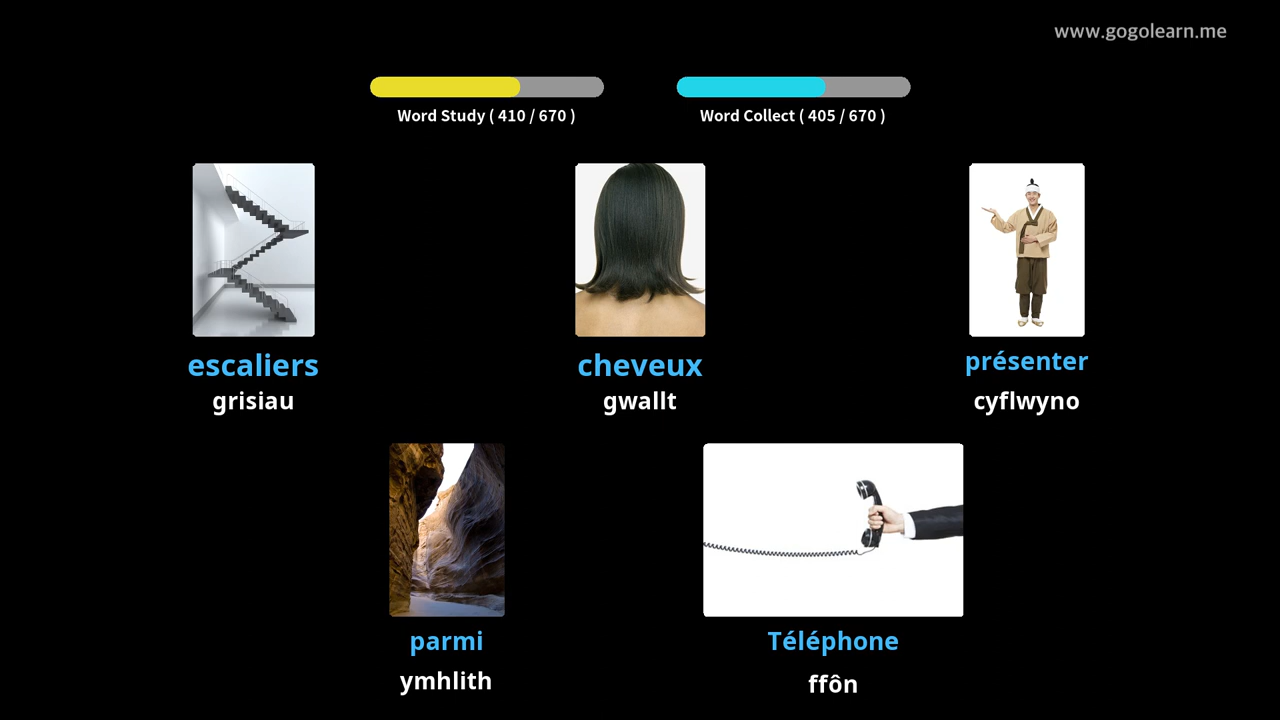 www.gogolearn.me
Word Study ( 410 / 670 )
Word Collect ( 405 / 670 )
escaliers
cheveux
présenter
grisiau
gwallt
cyflwyno
parmi
Téléphone
ymhlith
ffôn